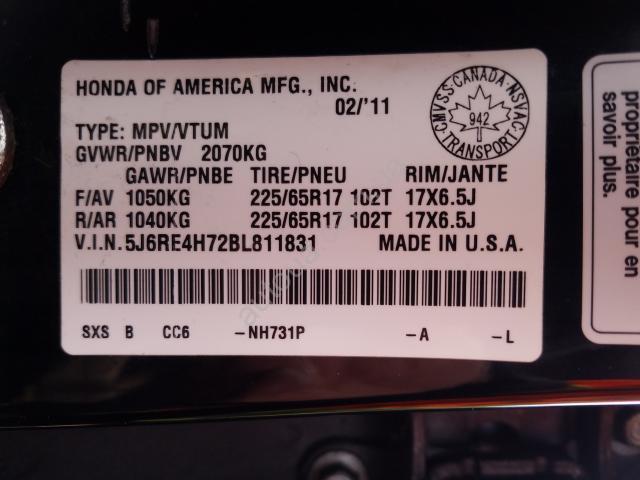 HONDA OF AMERICA MFG., INC.
02/'11
TYPE: MPV/VTUM
GVWR/PNBV 2070KG
GAWR/PNBE TIRE/PNEU RIM/JANTE
F/AV 1050KG 225/65R17 102T 17X6.5J
R/AR 1040KG 225/65R17 102T 17X6.5J
V.I.N. 5J6RE4H72BL811831 MADE IN U.S.A.
SXS B CC6 -NH731P -A -L
CMVSS-CANADA-NSVAC
942
TRANSPORT
propriétaire pour en
savoir plus.